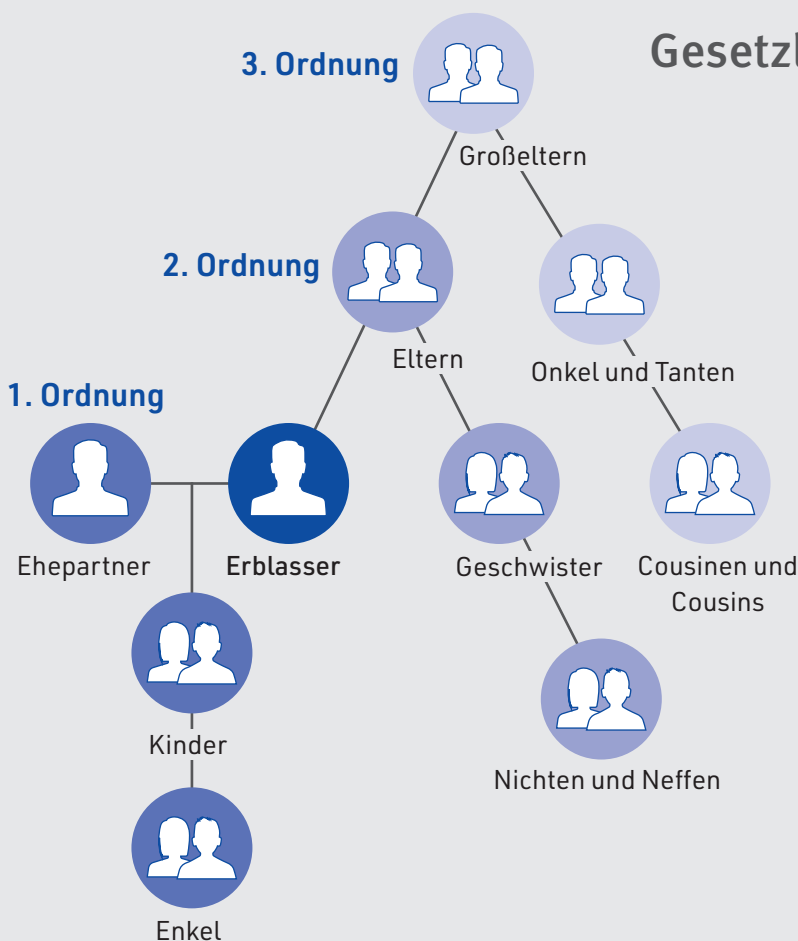 3. Ordnung
Gesetzl
Großeltern
2. Ordnung
Eltern
Onkel und Tanten
1. Ordnung
Ehepartner
Erblasser
Geschwister
Cousinen und
Cousins
Kinder
Nichten und Neffen
Enkel